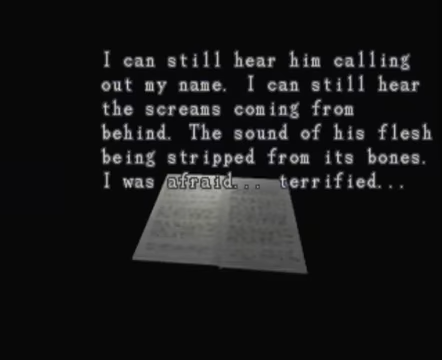 I can still hear him calling
out my name. I can still hear
the screams coming from
behind. The sound of his flesh
being stripped from its bones.
I was afraid... terrified...